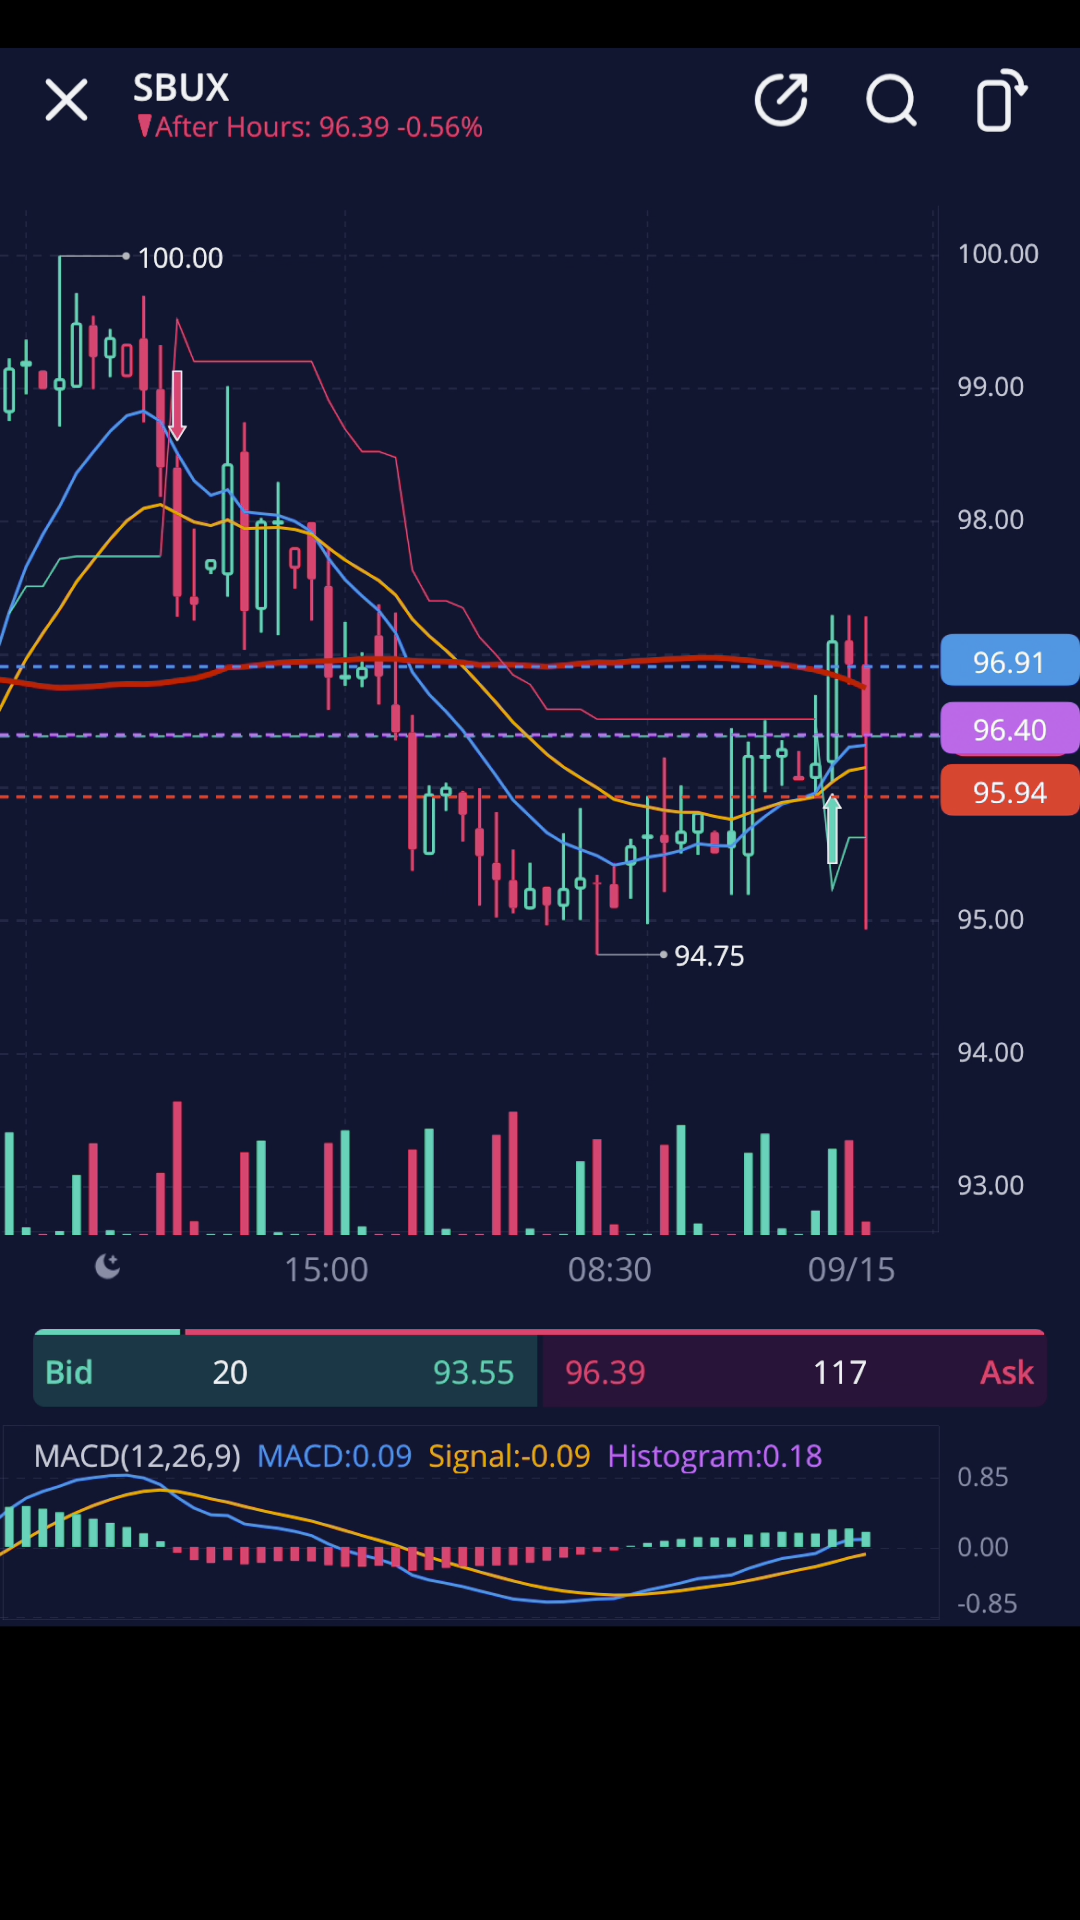 SBUX
After Hours: 96.39 -0.56%
100.00
100.00
99.00
98.00
96.91
96.40
95.94
95.00
94.75
94.00
93.00
15:00 08:30 09/15
Bid 20 93.55 96.39 117 Ask
MACD(12,26,9) MACD:0.09 Signal:-0.09 Histogram:0.18
0.85
0.00
-0.85